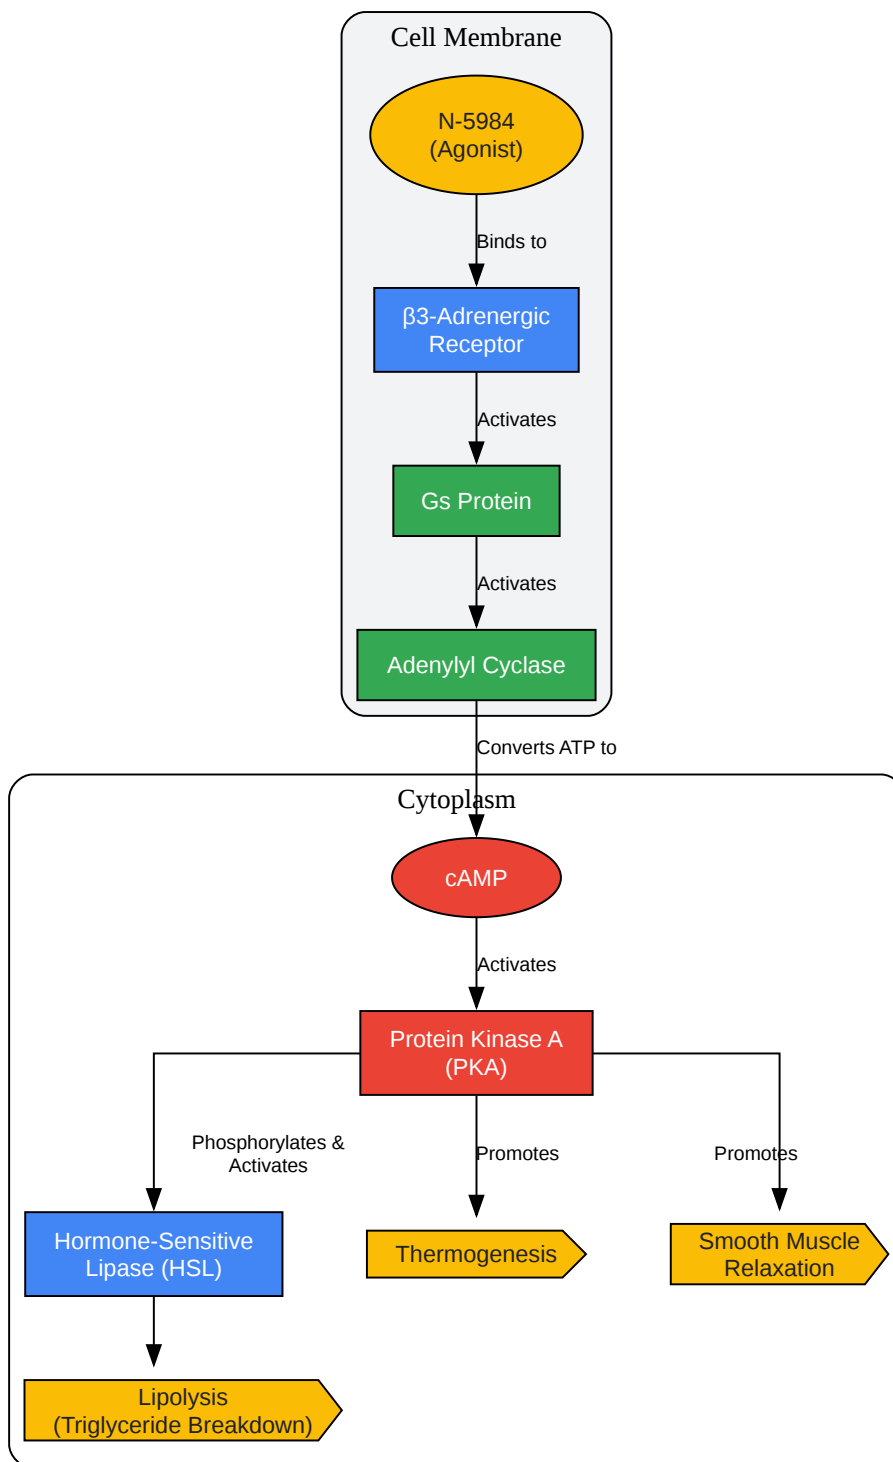 Cell Membrane
N-5984
(Agonist)
Binds to
β3-Adrenergic
Receptor
Activates
Gs Protein
Activates
Adenylyl Cyclase
Converts ATP to
Cytoplasm
cAMP
Activates
Protein Kinase A
(PKA)
Phosphorylates &
Activates
Promotes
Promotes
Hormone-Sensitive
Lipase (HSL)
Thermogenesis
Smooth Muscle
Relaxation
Lipolysis
(Triglyceride Breakdown)